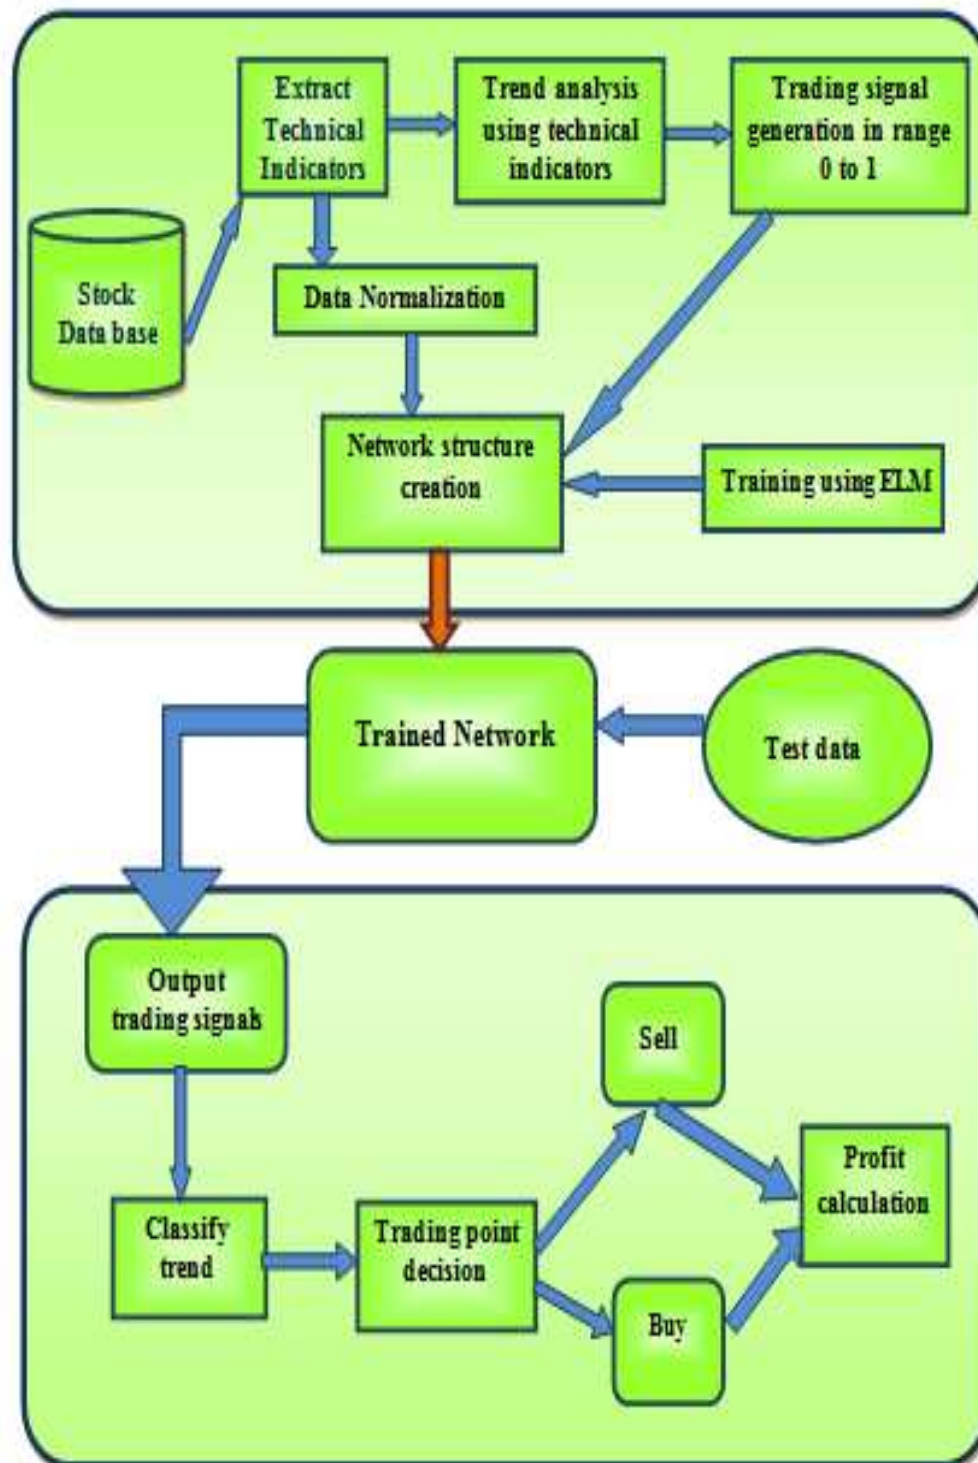 Extract
Technical
Indicators
Trend analysis
using technical
indicators
Trading signal
generation in range
0 to 1
Stock
Data base
Data Normalization
Network structure
creation
Training using ELM
Trained Network
Test data
Output
trading signals
Sell
Profit
calculation
Classify
trend
Trading point
decision
Buy